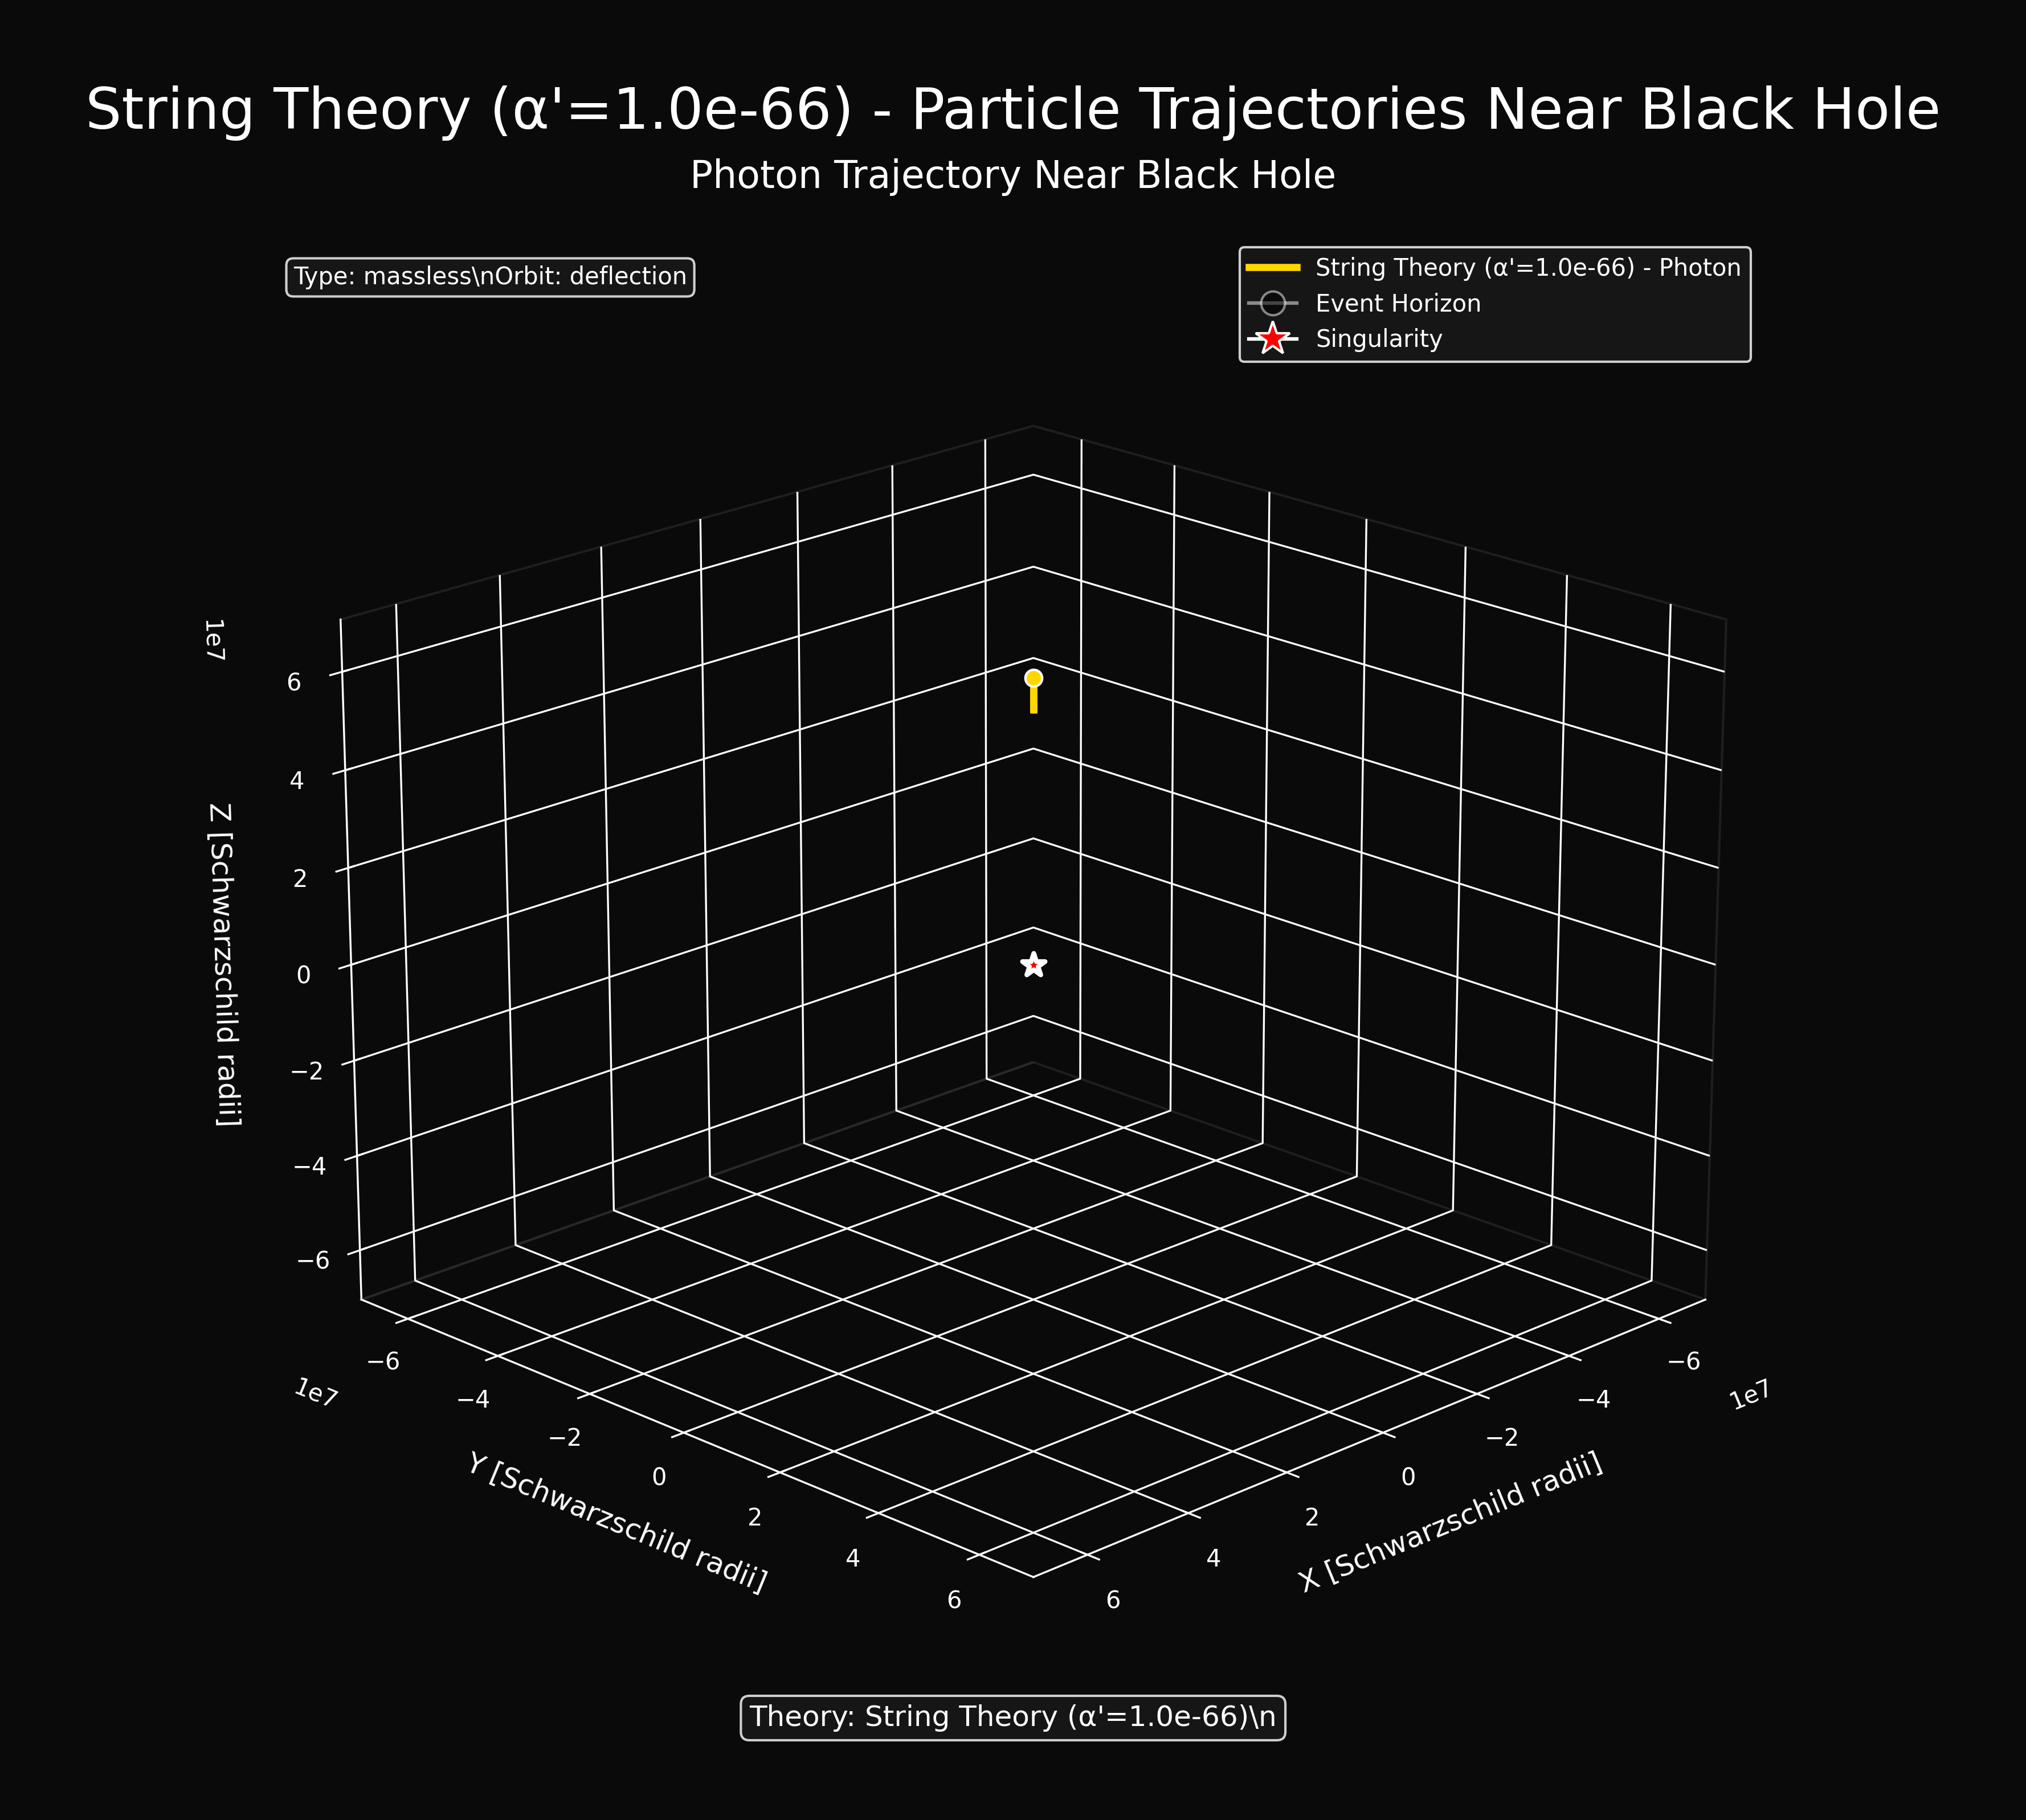 String Theory (α'=1.0e-66) - Particle Trajectories Near Black Hole
Photon Trajectory Near Black Hole
Type: massless\nOrbit: deflection
String Theory (α'=1.0e-66) - Photon
Event Horizon
Singularity
1e7
6
4
2
0
−2
−4
−6
Z [Schwarzschild radii]
1e7
−6
−4
−2
0
2
4
6
Y [Schwarzschild radii]
6
4
2
0
−2
−4
−6
1e7
X [Schwarzschild radii]
Theory: String Theory (α'=1.0e-66)\n